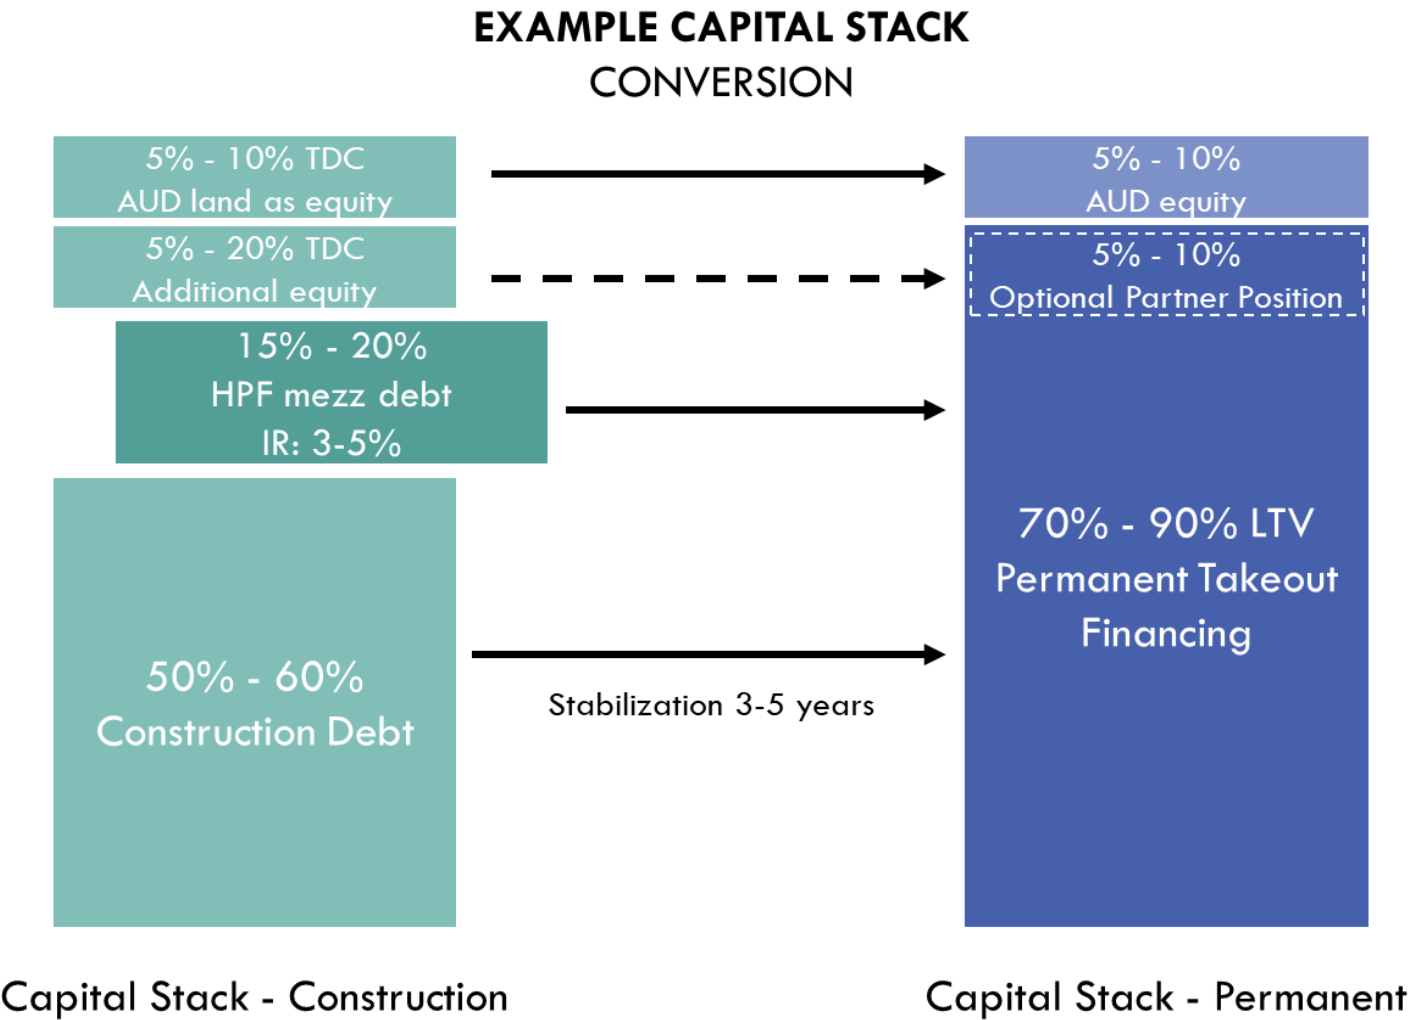 EXAMPLE CAPITAL STACK
CONVERSION
5% - 10% TDC
AUD land as equity
5% - 20% TDC
Additional equity
15% - 20%
HPF mezz debt
IR: 3-5%
50% - 60%
Construction Debt
Stabilization 3-5 years
5% - 10%
AUD equity
5% - 10%
Optional Partner Position
70% - 90% LTV
Permanent Takeout
Financing
Capital Stack - Construction
Capital Stack - Permanent